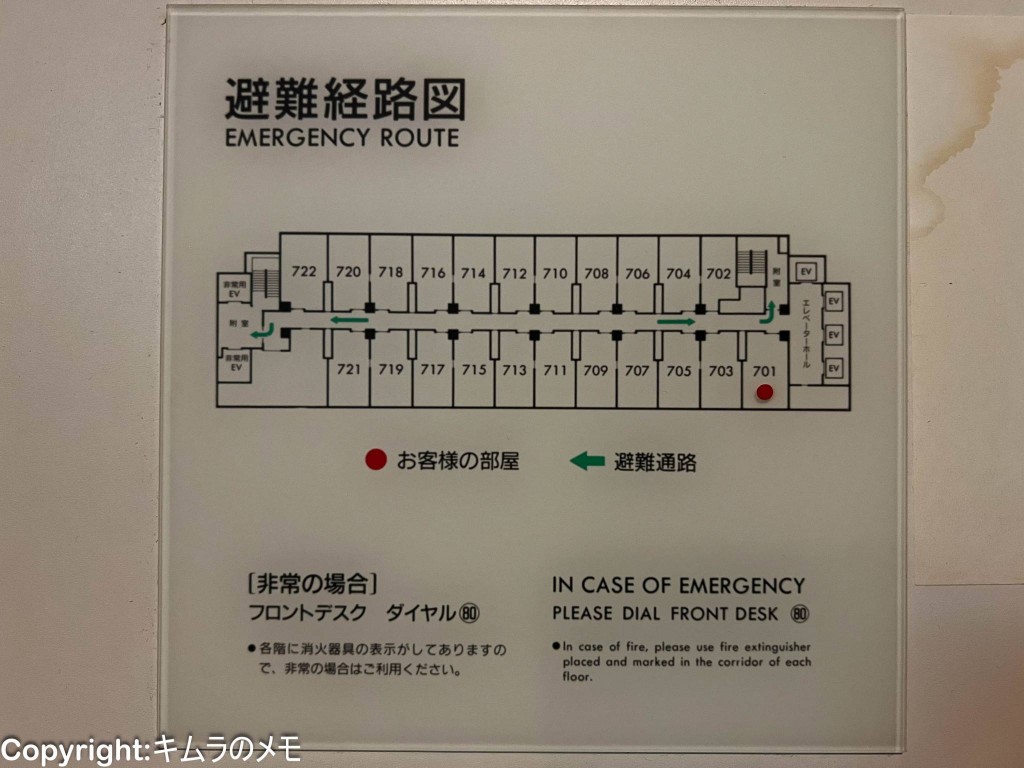 避難経路図
EMERGENCY ROUTE
722 720 718 716 714 712 710 708 706 704 702
附室
EV
非常用
EV
附室
非常用
EV
エレベーターホール
EV
EV
EV
721 719 717 715 713 711 709 707 705 703 701
お客様の部屋
避難通路
[非常の場合]
フロントデスク ダイヤル㊿
●各階に消火器具の表示がしてありますの
で、非常の場合はご利用ください。
IN CASE OF EMERGENCY
PLEASE DIAL FRONT DESK 80
●In case of fire, please use fire extinguisher
placed and marked in the corridor of each
floor.
Copyright:キムラのメモ